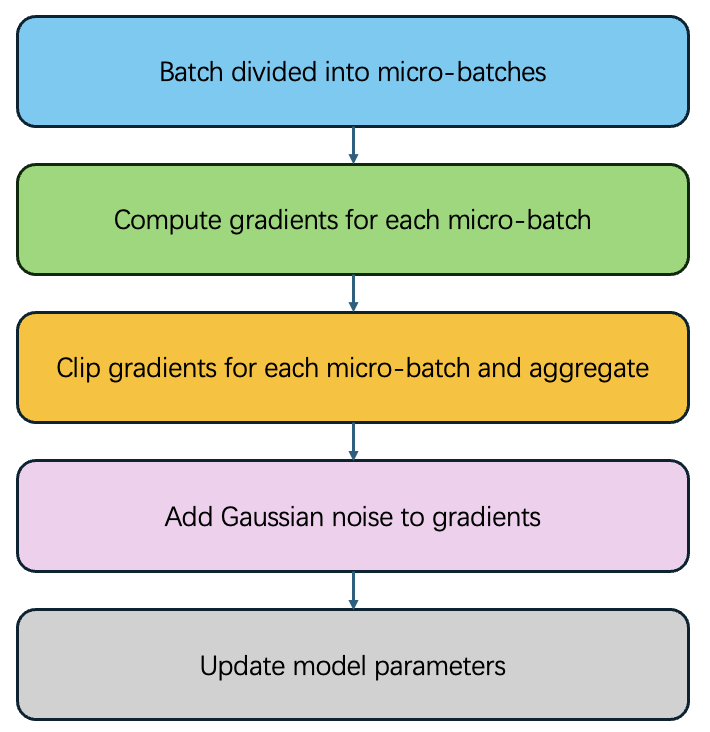 Batch divided into micro-batches
Compute gradients for each micro-batch
Clip gradients for each micro-batch and aggregate
Add Gaussian noise to gradients
Update model parameters